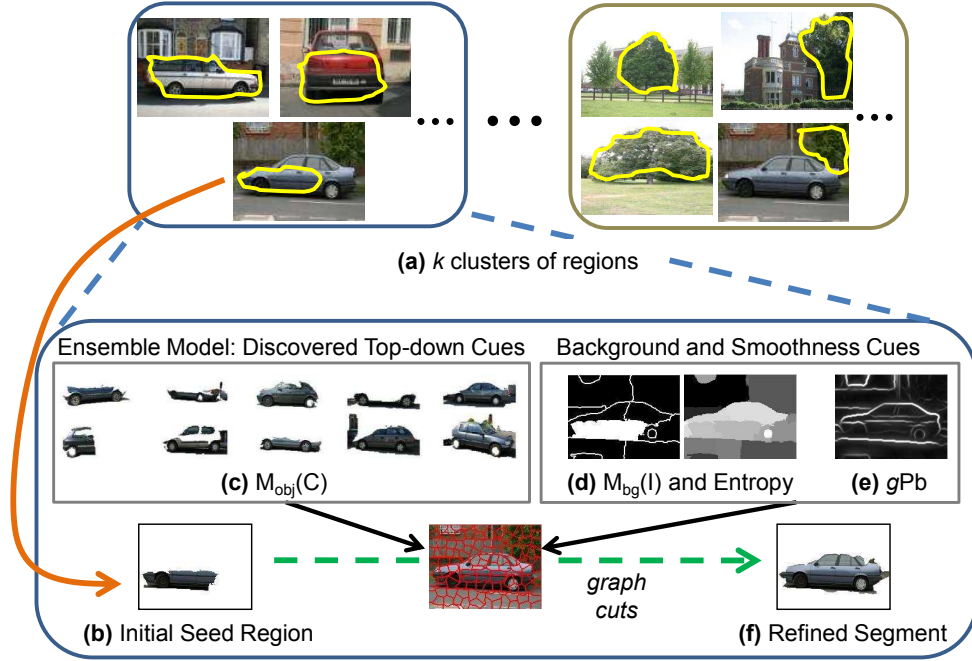 (a) k clusters of regions
Ensemble Model: Discovered Top-down Cues
Background and Smoothness Cues
(c) Mobj(C)
(d) Mbg(I) and Entropy
(e) gPb
graph
cuts
(b) Initial Seed Region
(f) Refined Segment